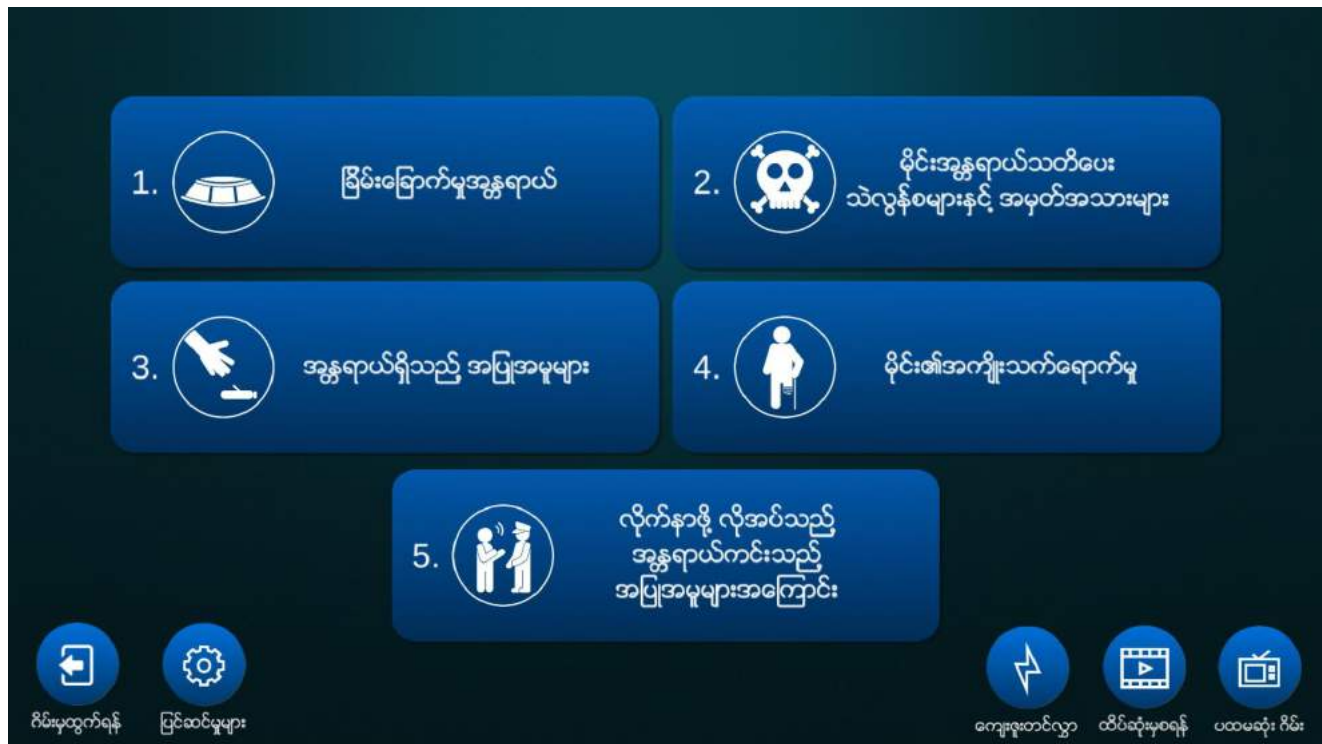 1. ခြိမ်းခြောက်မှုအန္တရာယ်
2. မိုင်းအန္တရာယ်သတိပေး
သဲလွန်စများနှင့် အမှတ်အသားများ
3. အန္တရာယ်ရှိသည့် အပြုအမူများ
4. မိုင်း၏အကျိုးသက်ရောက်မှု
5. လိုက်နာဖို့ လိုအပ်သည့်
အန္တရာယ်ကင်းသည့်
အပြုအမူများအကြောင်း
ဂိမ်းမှထွက်ရန်
ပြင်ဆင်မှုများ
ကျေးဇူးတင်လွှာ
ထိပ်ဆုံးမှစရန်
ပထမဆုံး ဂိမ်း